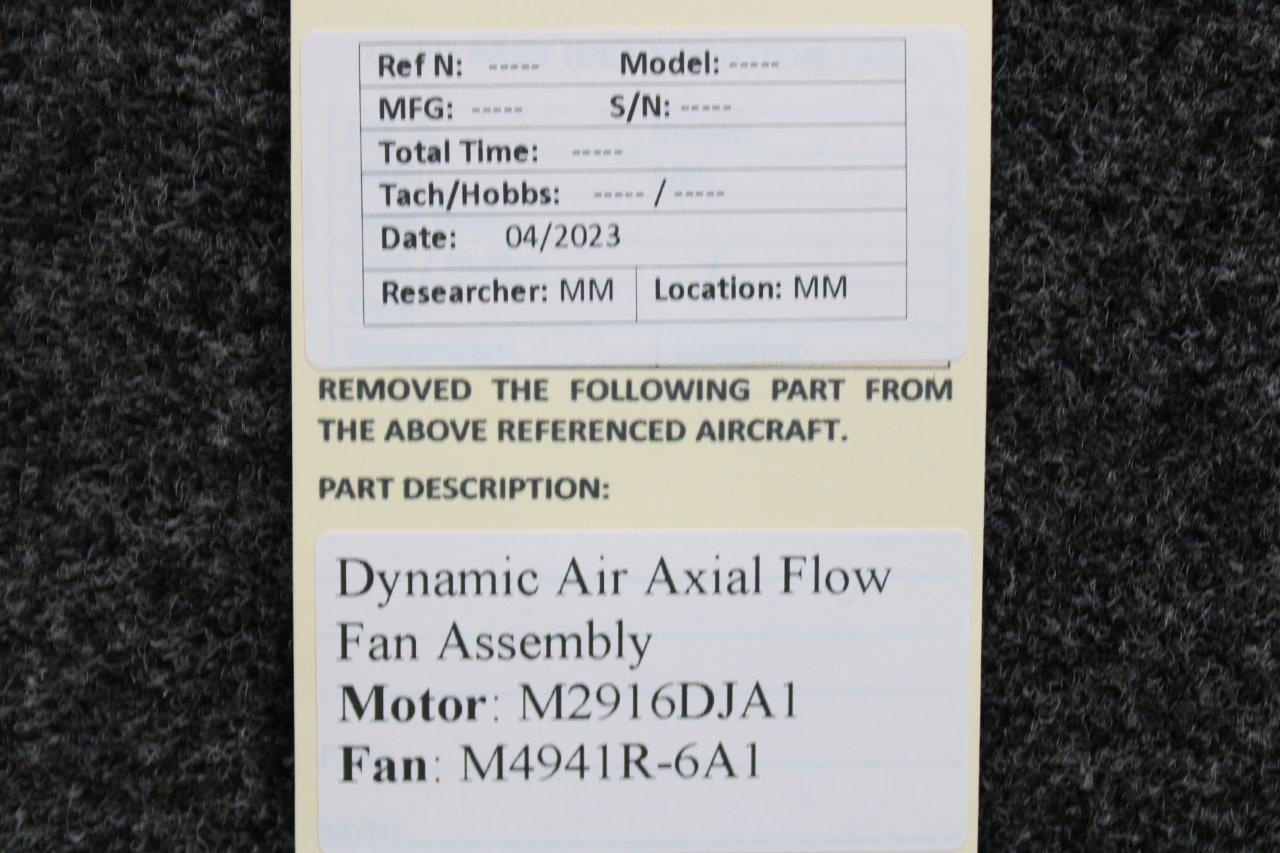 Ref N: ----- Model: -----
MFG: ----- S/N: -----
Total Time: -----
Tach/Hobbs: ----- / -----
Date: 04/2023
Researcher: MM Location: MM
REMOVED THE FOLLOWING PART FROM
THE ABOVE REFERENCED AIRCRAFT.
PART DESCRIPTION:
Dynamic Air Axial Flow
Fan Assembly
Motor: M2916DJA1
Fan: M4941R-6A1